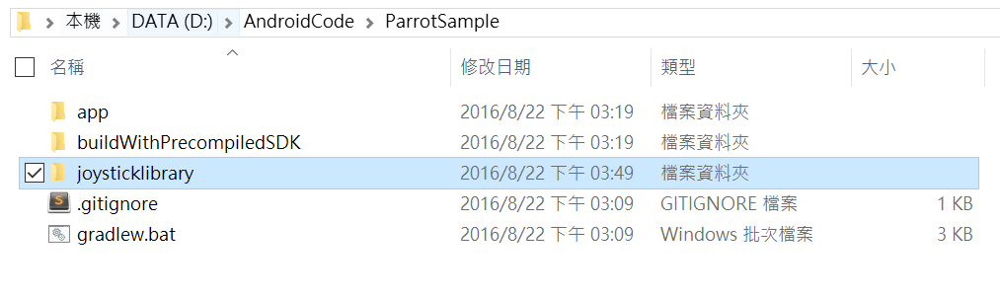 本機 DATA (D:) AndroidCode ParrotSample
名稱 修改日期 類型 大小
app 2016/8/22 下午 03:19 檔案資料夾
buildWithPrecompiledSDK 2016/8/22 下午 03:19 檔案資料夾
joysticklibrary 2016/8/22 下午 03:49 檔案資料夾
.gitignore 2016/8/22 下午 03:09 GITIGNORE 檔案 1 KB
gradlew.bat 2016/8/22 下午 03:09 Windows 批次檔案 3 KB